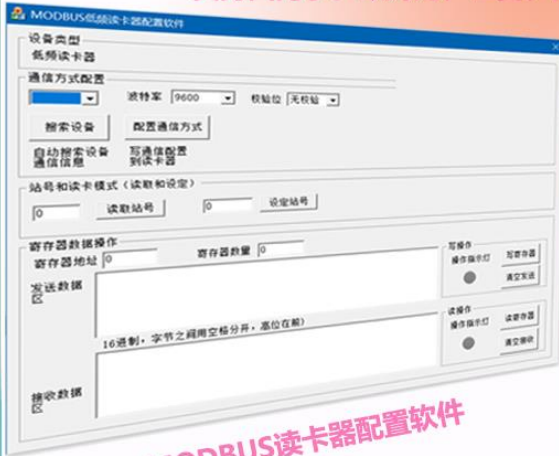 MODBUS低频读卡器配置软件
设备类型
低频读卡器
通信方式配置
波特率 9600 校验位 无校验
搜索设备 配置通信方式
自动搜索设备 写通信配置
通信信息 到读卡器
站号和读卡模式（读取和设定）
0 读取站号 0 设定站号
寄存器数据操作
寄存器地址 0 寄存器数量 0
发送数据区
写操作
操作指示灯 写寄存器
清空发送
16进制，字节之间用空格分开，高位在前）
接收数据区
读操作
操作指示灯 读寄存器
清空接收
MODBUS读卡器配置软件